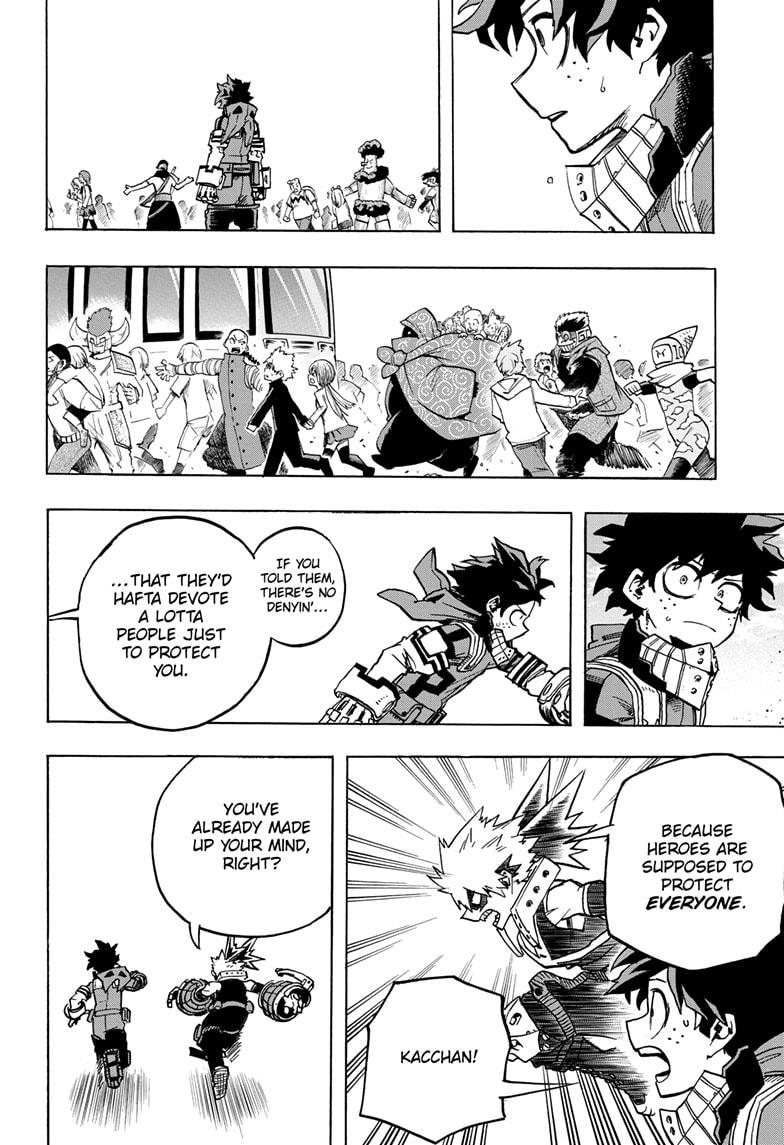 IF YOU
TOLD THEM,
THERE'S NO
DENYIN'...
...THAT THEY'D
HAFTA DEVOTE
A LOTTA
PEOPLE JUST
TO PROTECT
YOU.
BECAUSE
HEROES ARE
SUPPOSED TO
PROTECT
EVERYONE.
KACCHAN!
YOU'VE
ALREADY MADE
UP YOUR MIND,
RIGHT?